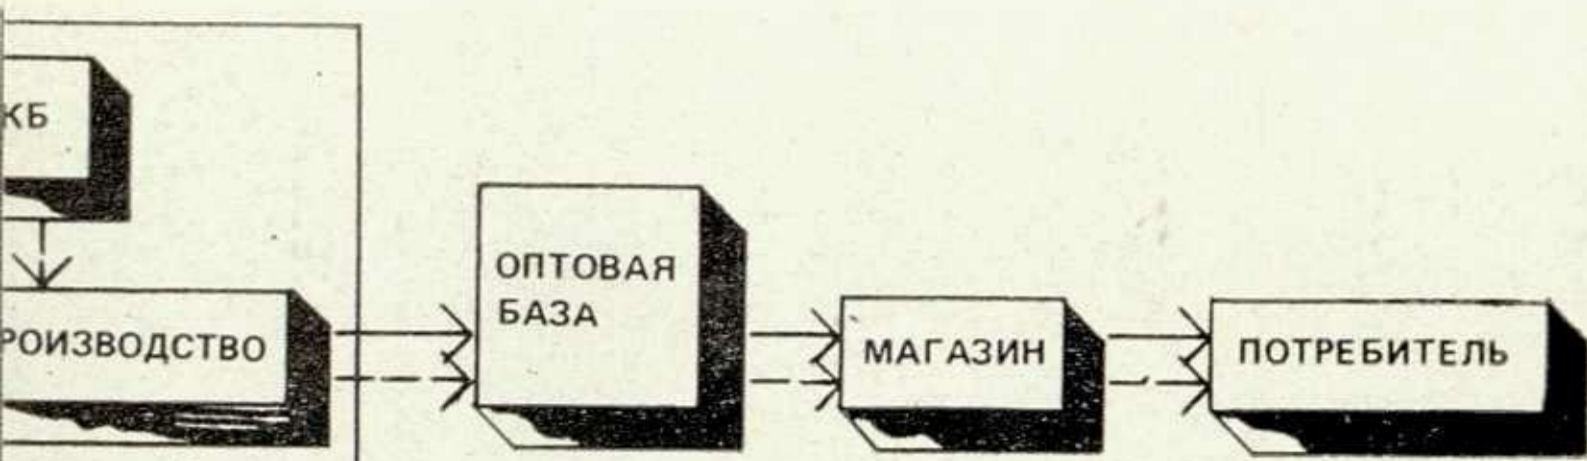 КБ
РОИЗВОДСТВО
ОПТОВАЯ
БАЗА
МАГАЗИН
ПОТРЕБИТЕЛЬ